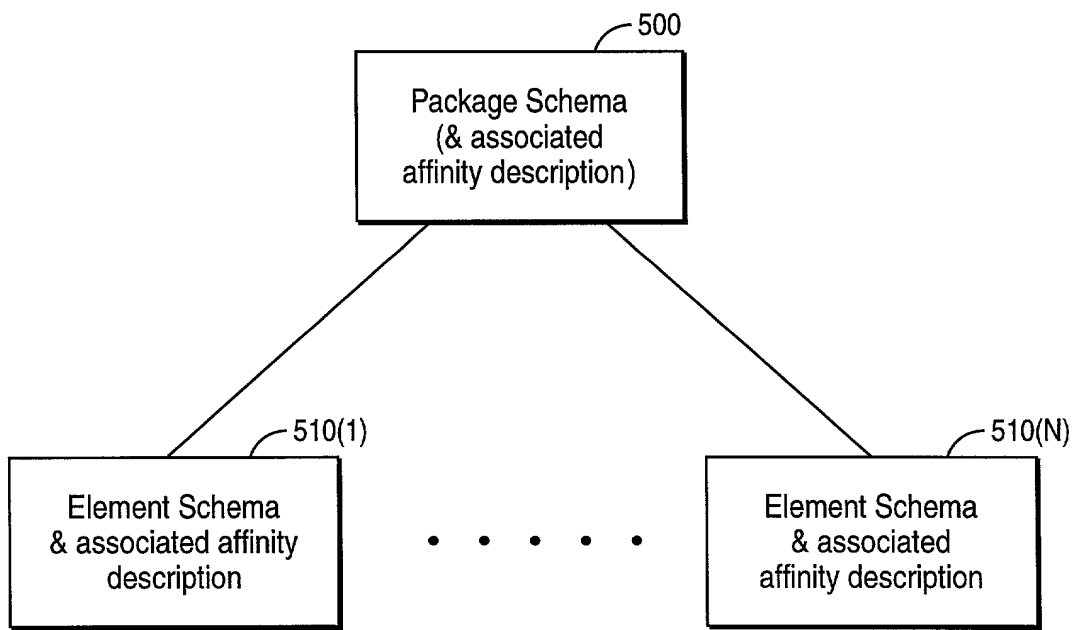 500
Package Schema
(& associated
affinity description)
510(1)
Element Schema
& associated affinity
description
510(N)
Element Schema
& associated
affinity description